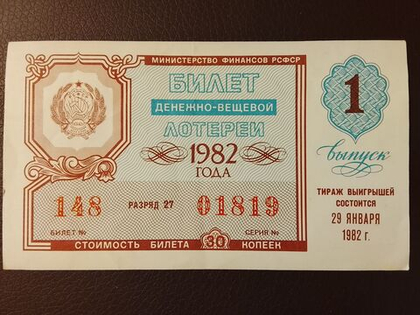 МИНИСТЕРСТВО ФИНАНСОВ РСФСР
БИЛЕТ
ДЕНЕЖНО-ВЕЩЕВОЙ
ЛОТЕРЕИ
1982
ГОДА
1
выпуск
ТИРАЖ ВЫИГРЫШЕЙ
СОСТОИТСЯ
29 ЯНВАРЯ
1982 г.
148 РАЗРЯД 27 01819
БИЛЕТ № СЕРИЯ №
СТОИМОСТЬ БИЛЕТА 30 КОПЕЕК